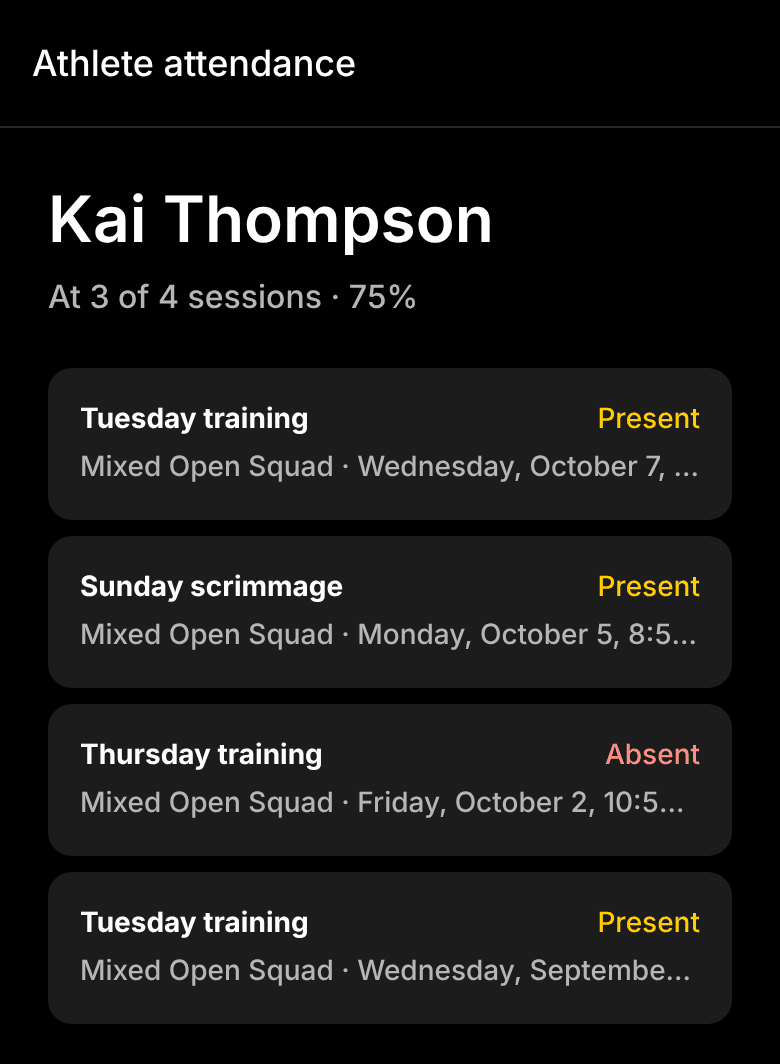 Athlete attendance
Kai Thompson
At 3 of 4 sessions · 75%
Tuesday training
Present
Mixed Open Squad · Wednesday, October 7, ...
Sunday scrimmage
Present
Mixed Open Squad · Monday, October 5, 8:5...
Thursday training
Absent
Mixed Open Squad · Friday, October 2, 10:5...
Tuesday training
Present
Mixed Open Squad · Wednesday, Septembe...